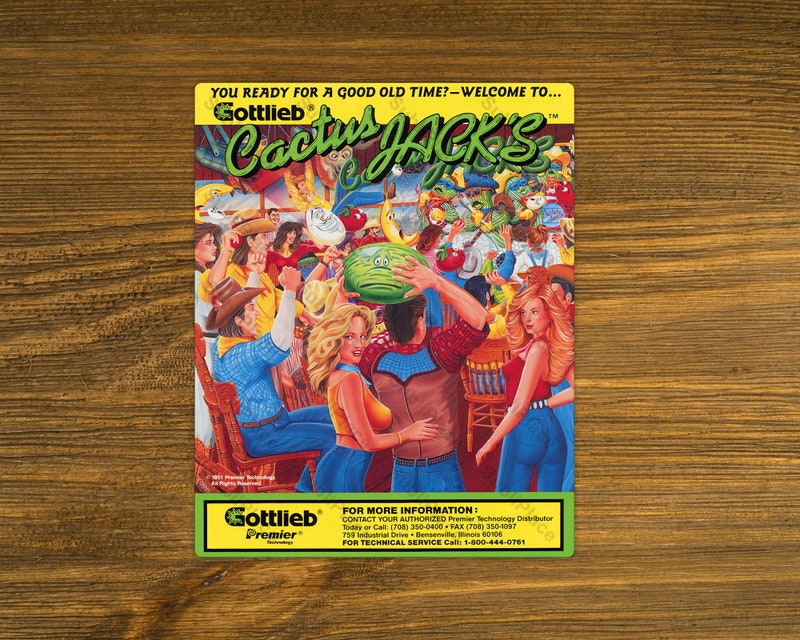 YOU READY FOR A GOOD OLD TIME?—WELCOME TO...
Gottlieb®
Cactus JACK'S™
© 1991 Premier Technology.
All Rights Reserved.
Gottlieb®
Premier®
Technology
FOR MORE INFORMATION:
CONTACT YOUR AUTHORIZED Premier Technology Distributor
Today or Call: (708) 350-0400 • FAX (708) 350-1097
759 Industrial Drive • Bensenville, Illinois 60106
FOR TECHNICAL SERVICE Call: 1-800-444-0761